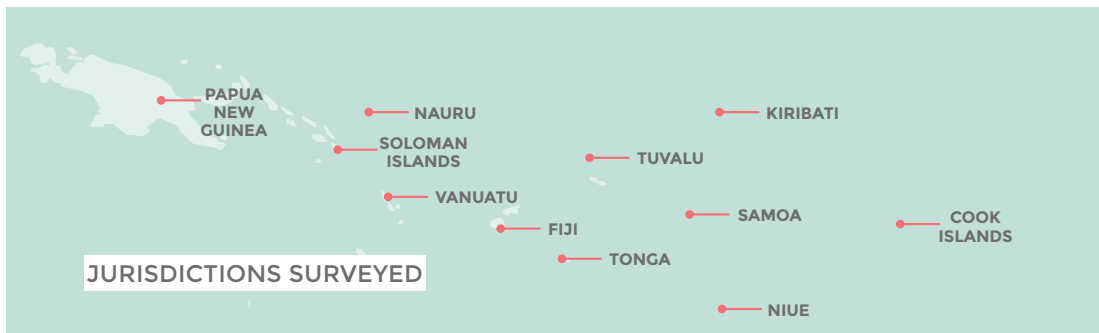 PAPUA
NEW
GUINEA
NAURU
KIRIBATI
SOLOMAN
ISLANDS
TUVALU
VANUATU
SAMOA
COOK
ISLANDS
FIJI
TONGA
JURISDICTIONS SURVEYED
NIUE